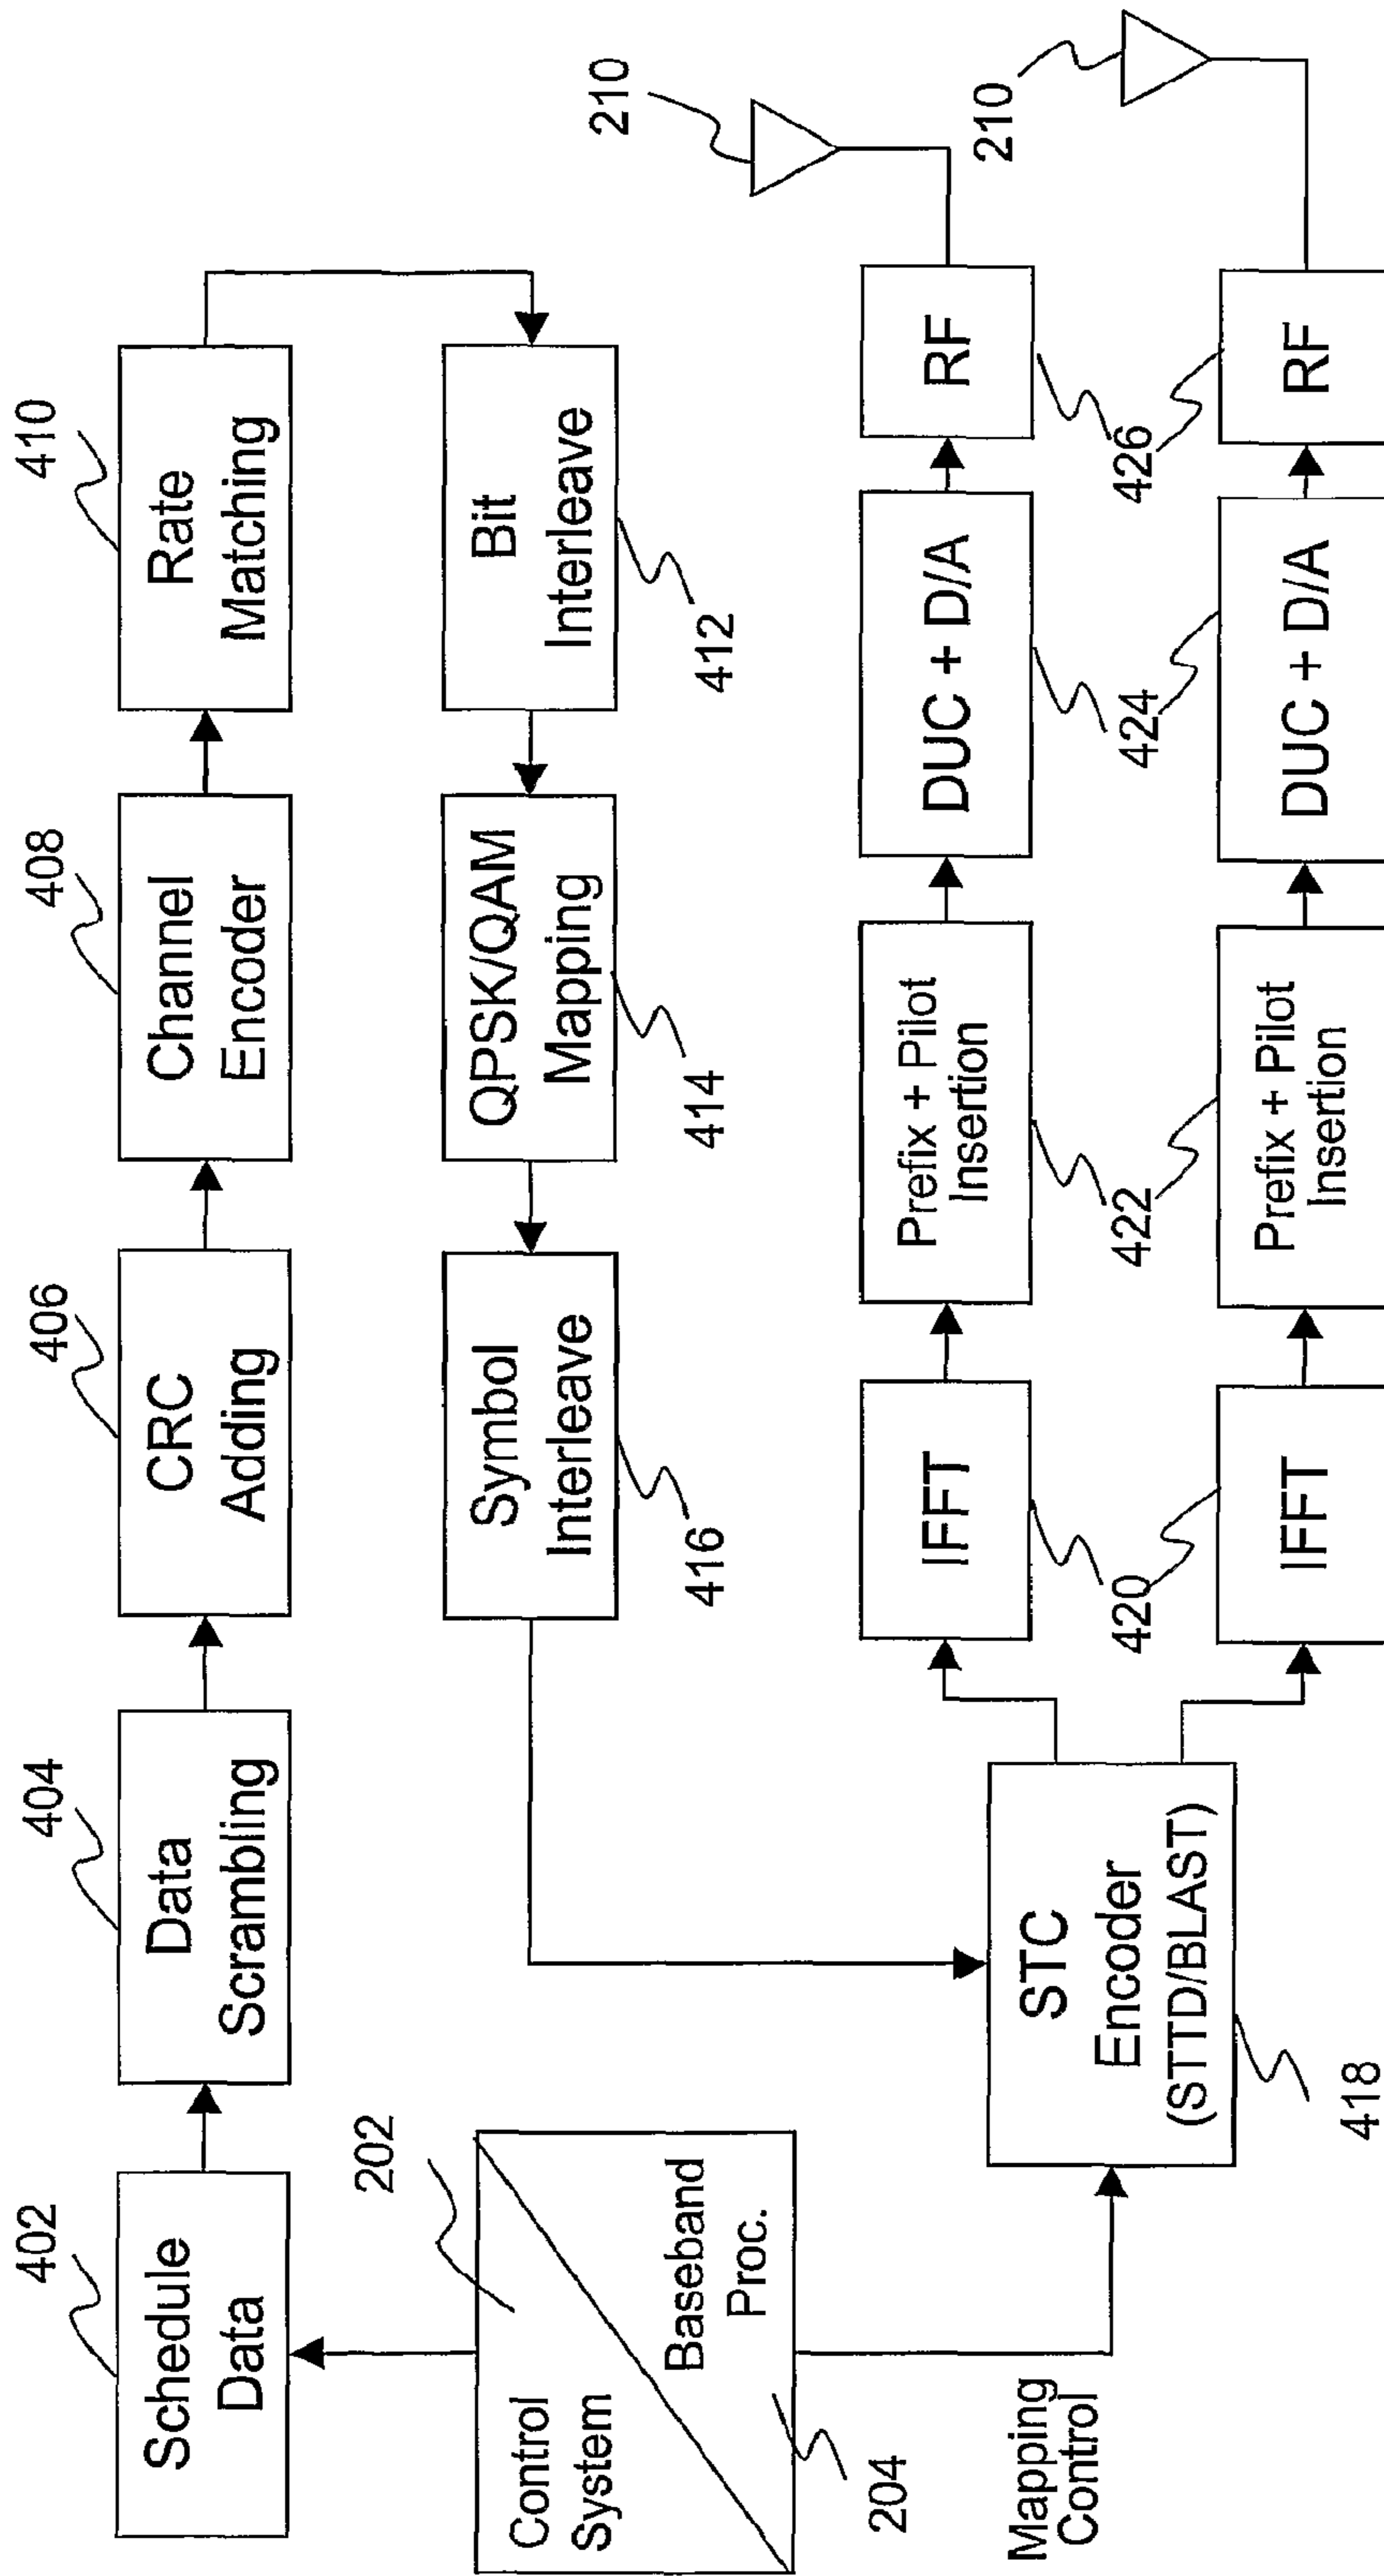 402
Schedule
Data
404
Data
Scrambling
406
CRC
Adding
408
Channel
Encoder
410
Rate
Matching
Bit
Interleave
412
QPSK/QAM
Mapping
414
Symbol
Interleave
416
Control
System
202
Baseband
Proc.
204
Mapping
Control
STC
Encoder
(STTD/BLAST)
418
IFFT
Prefix + Pilot
Insertion
DUC + D/A
RF
210
420
422
424
426
210
IFFT
Prefix + Pilot
Insertion
DUC + D/A
RF